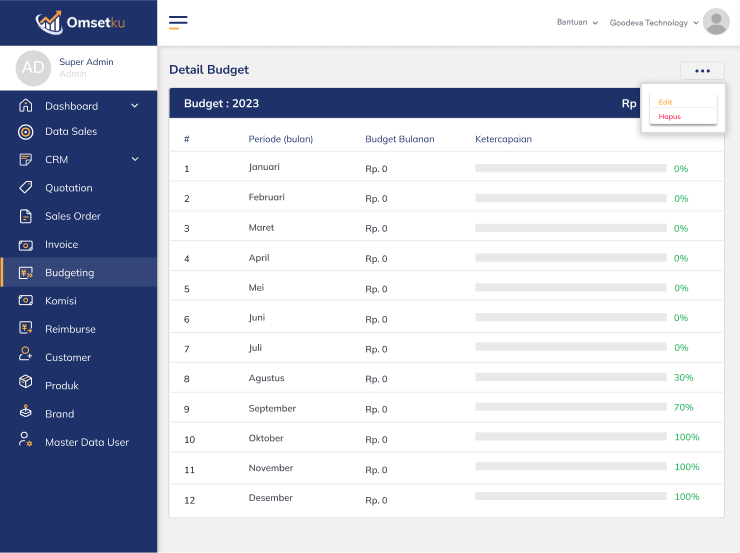 Omsetku
Bantuan
Goodeva Technology
AD
Super Admin
Admin
Dashboard
Data Sales
CRM
Quotation
Sales Order
Invoice
Budgeting
Komisi
Reimburse
Customer
Produk
Brand
Master Data User
Detail Budget
Budget : 2023
Rp
Edit
Hapus
# Periode (bulan) Budget Bulanan Ketercapaian
1 Januari Rp. 0 0%
2 Februari Rp. 0 0%
3 Maret Rp. 0 0%
4 April Rp. 0 0%
5 Mei Rp. 0 0%
6 Juni Rp. 0 0%
7 Juli Rp. 0 0%
8 Agustus Rp. 0 30%
9 September Rp. 0 70%
10 Oktober Rp. 0 100%
11 November Rp. 0 100%
12 Desember Rp. 0 100%